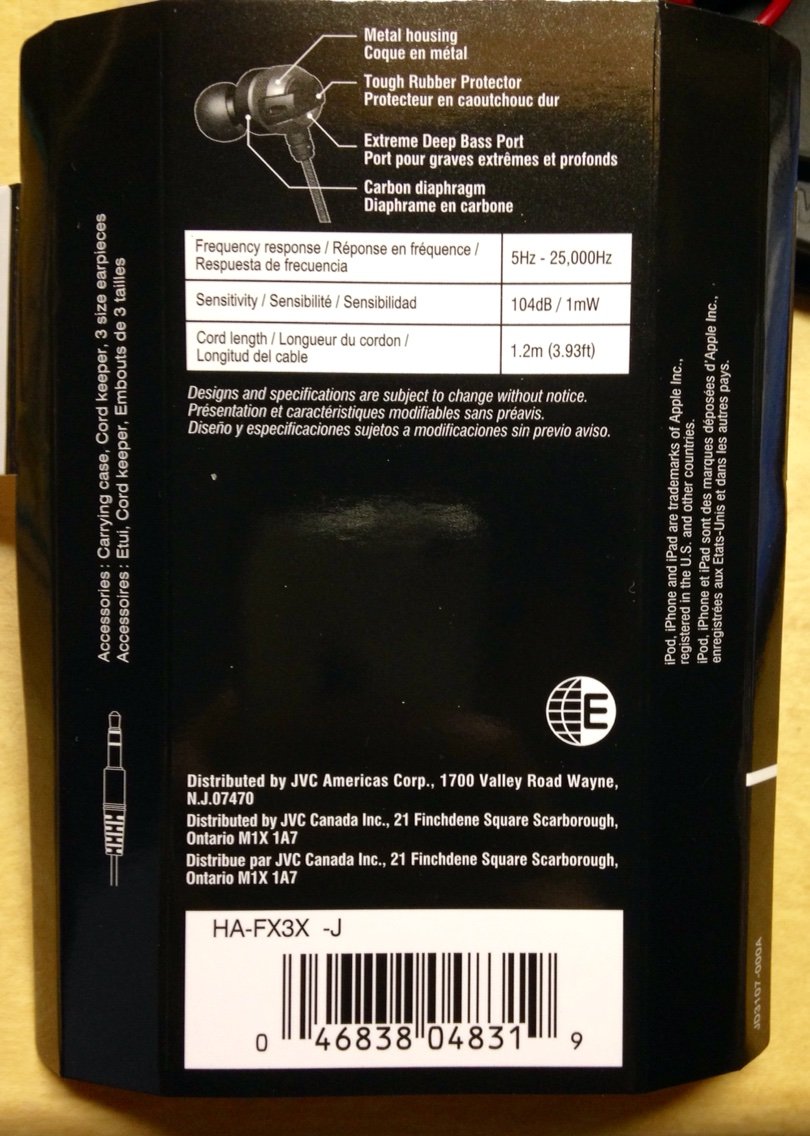 Metal housing
Coque en métal
Tough Rubber Protector
Protecteur en caoutchouc dur
Extreme Deep Bass Port
Port pour graves extrêmes et profonds
Carbon diaphragm
Diaphrame en carbone
Frequency response / Réponse en fréquence /
Respuesta de frecuencia
5Hz - 25,000Hz
Sensitivity / Sensibilité / Sensibilidad
104dB / 1mW
Cord length / Longueur du cordon /
Longitud del cable
1.2m (3.93ft)
Designs and specifications are subject to change without notice.
Présentation et caractéristiques modifiables sans préavis.
Diseño y especificaciones sujetos a modificaciones sin previo aviso.
Accessories : Carrying case, Cord keeper, 3 size earpieces
Accessoires : Etui, Cord keeper, Embouts de 3 tailles
iPod, iPhone and iPad are trademarks of Apple Inc.,
registered in the U.S. and other countries.
iPod, iPhone et iPad sont des marques déposées d'Apple Inc.,
enregistrées aux Etats-Unis et dans les autres pays.
E
Distributed by JVC Americas Corp., 1700 Valley Road Wayne,
N.J.07470
Distributed by JVC Canada Inc., 21 Finchdene Square Scarborough,
Ontario M1X 1A7
Distribue par JVC Canada Inc., 21 Finchdene Square Scarborough,
Ontario M1X 1A7
HA-FX3X -J
0 46838 04831 9
JD3107-000A